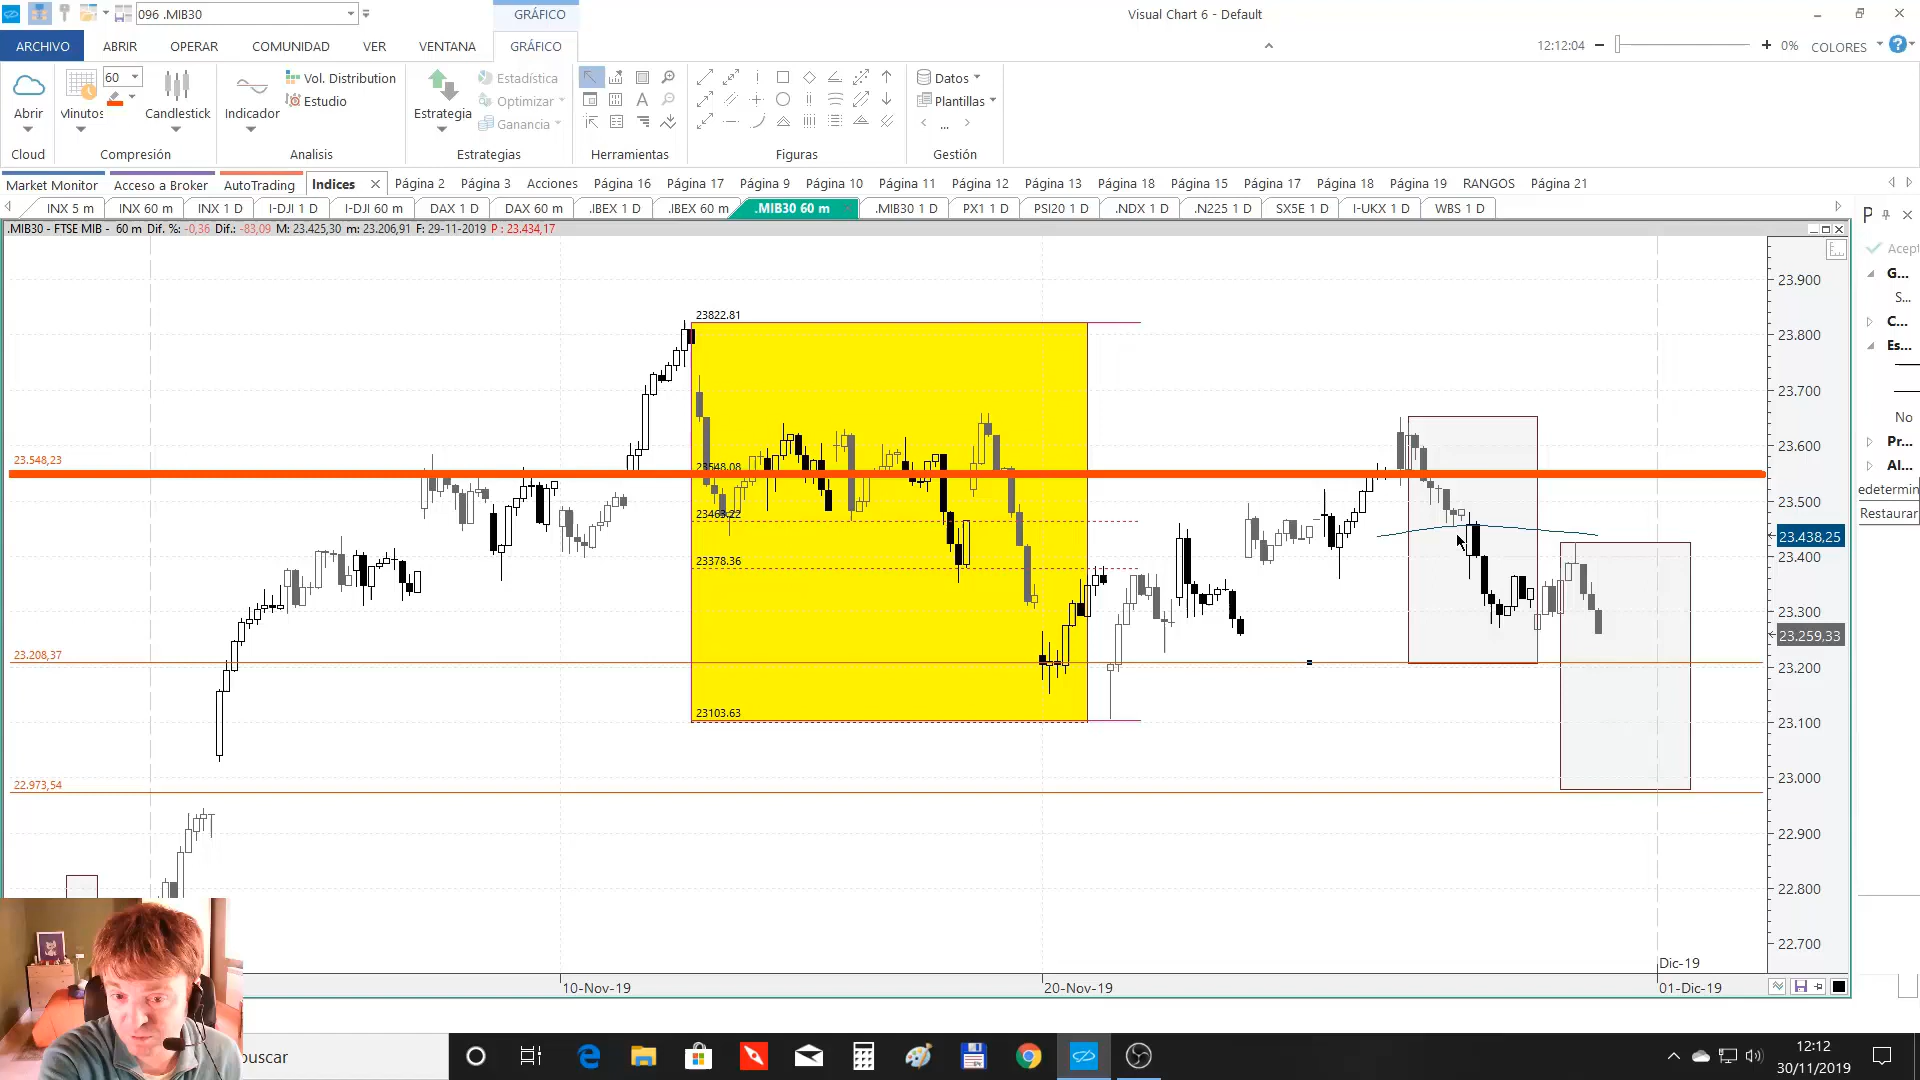 096 .MIB30
GRÁFICO
Visual Chart 6 - Default
ARCHIVO ABRIR OPERAR COMUNIDAD VER VENTANA GRÁFICO
12:12:04 0% COLORES
60 Vol. Distribution Estadística Datos
Estudio Optimizar Plantillas
Abrir Minutos Candlestick Indicador Estrategia Ganancia ...
Cloud Compresión Analisis Estrategias Herramientas Figuras Gestión
Market Monitor Acceso a Broker AutoTrading Indices Página 2 Página 3 Acciones Página 16 Página 17 Página 9 Página 10 Página 11 Página 12 Página 13 Página 18 Página 15 Página 17 Página 18 Página 19 RANGOS Página 21
INX 5 m INX 60 m INX 1 D I-DJI 1 D I-DJI 60 m DAX 1 D DAX 60 m .IBEX 1 D .IBEX 60 m .MIB30 60 m .MIB30 1 D PX1 1 D PSI20 1 D .NDX 1 D .N225 1 D SX5E 1 D I-UKX 1 D WBS 1 D
.MIB30 - FTSE MIB - 60 m Dif. %: -0,36 Dif.: -83,09 M: 23.425,30 m: 23.206,91 F: 29-11-2019 P : 23.434,17
P
Acept
G...
S...
C...
Es...
No
Pr...
Al...
edetermin
Restaurar
23.900
23822.81
23.800
23.700
23.600
23.548,23
23548.08
23.500
23463.22
23.438,25
23.400
23378.36
23.300
23.259,33
23.208,37
23.200
23103.63
23.100
22.973,54
23.000
22.900
22.800
22.700
Dic-19
10-Nov-19 20-Nov-19 01-Dic-19
buscar
12:12
30/11/2019